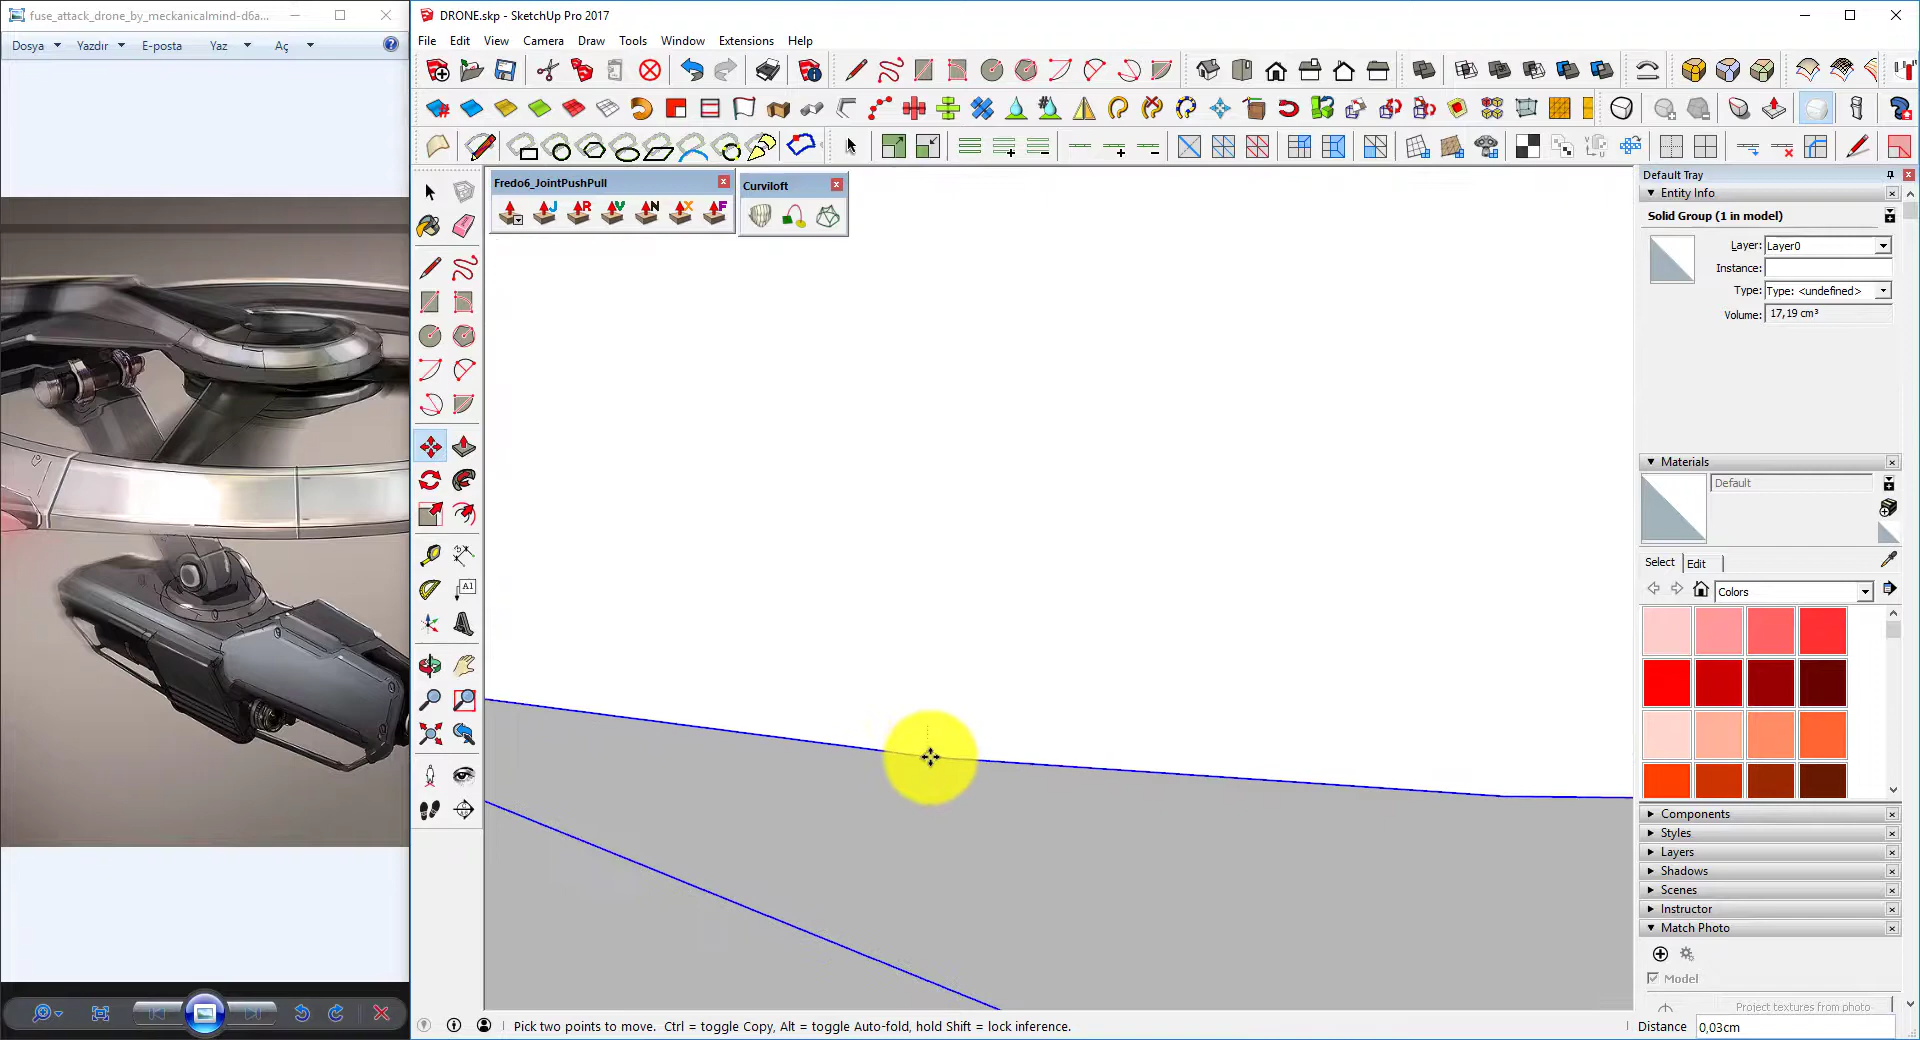 fuse_attack_drone_by_mechanicalmind-d6a...
Dosya Yazdır E-posta Yaz Aç
DRONE.skp - SketchUp Pro 2017
File Edit View Camera Draw Tools Window Extensions Help
Fredo6_JointPushPull
J R V N X F
Curviloft
A1
Default Tray
Entity Info
Solid Group (1 in model)
Layer: Layer0
Instance:
Type: Type: <undefined>
Volume: 17,19 cm³
Materials
Default
Select Edit
Colors
Components
Styles
Layers
Shadows
Scenes
Instructor
Match Photo
Model
Project textures from photo
Pick two points to move. Ctrl = toggle Copy, Alt = toggle Auto-fold, hold Shift = lock inference.
Distance 0,03cm